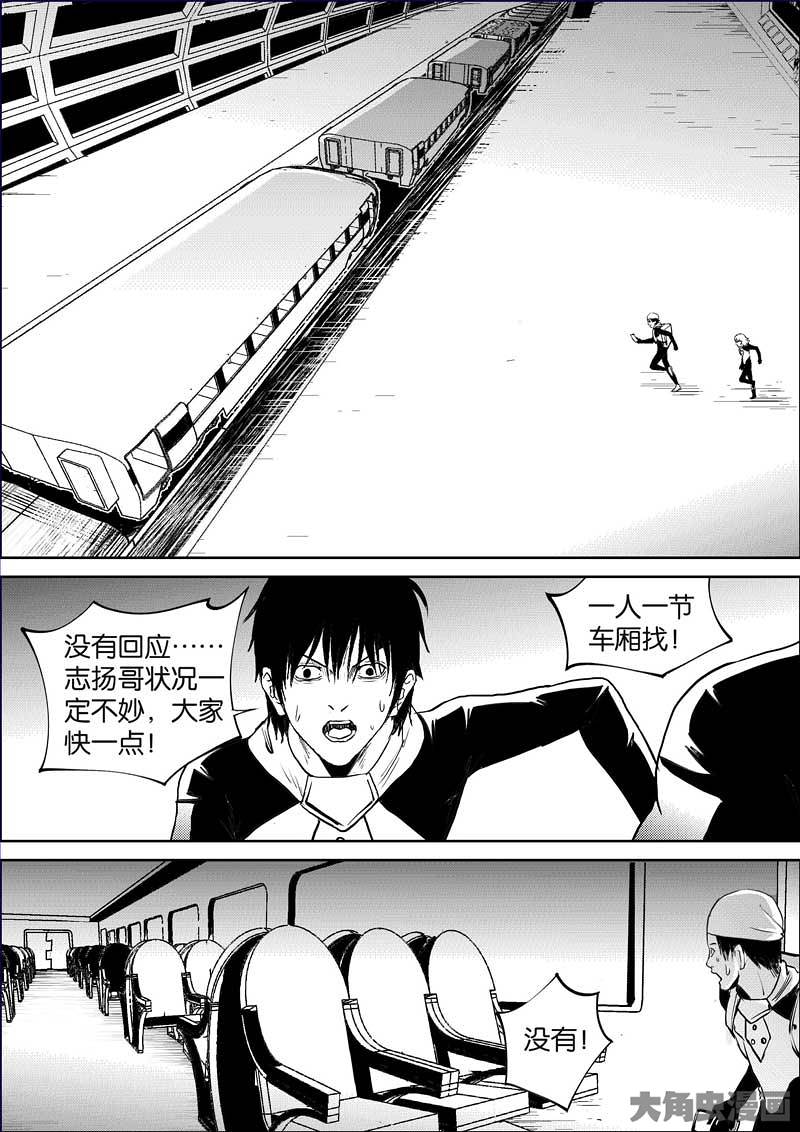 没有回应……
志扬哥状况一
定不妙，大家
快一点！
一人一节
车厢找！
没有！
大角虫漫画